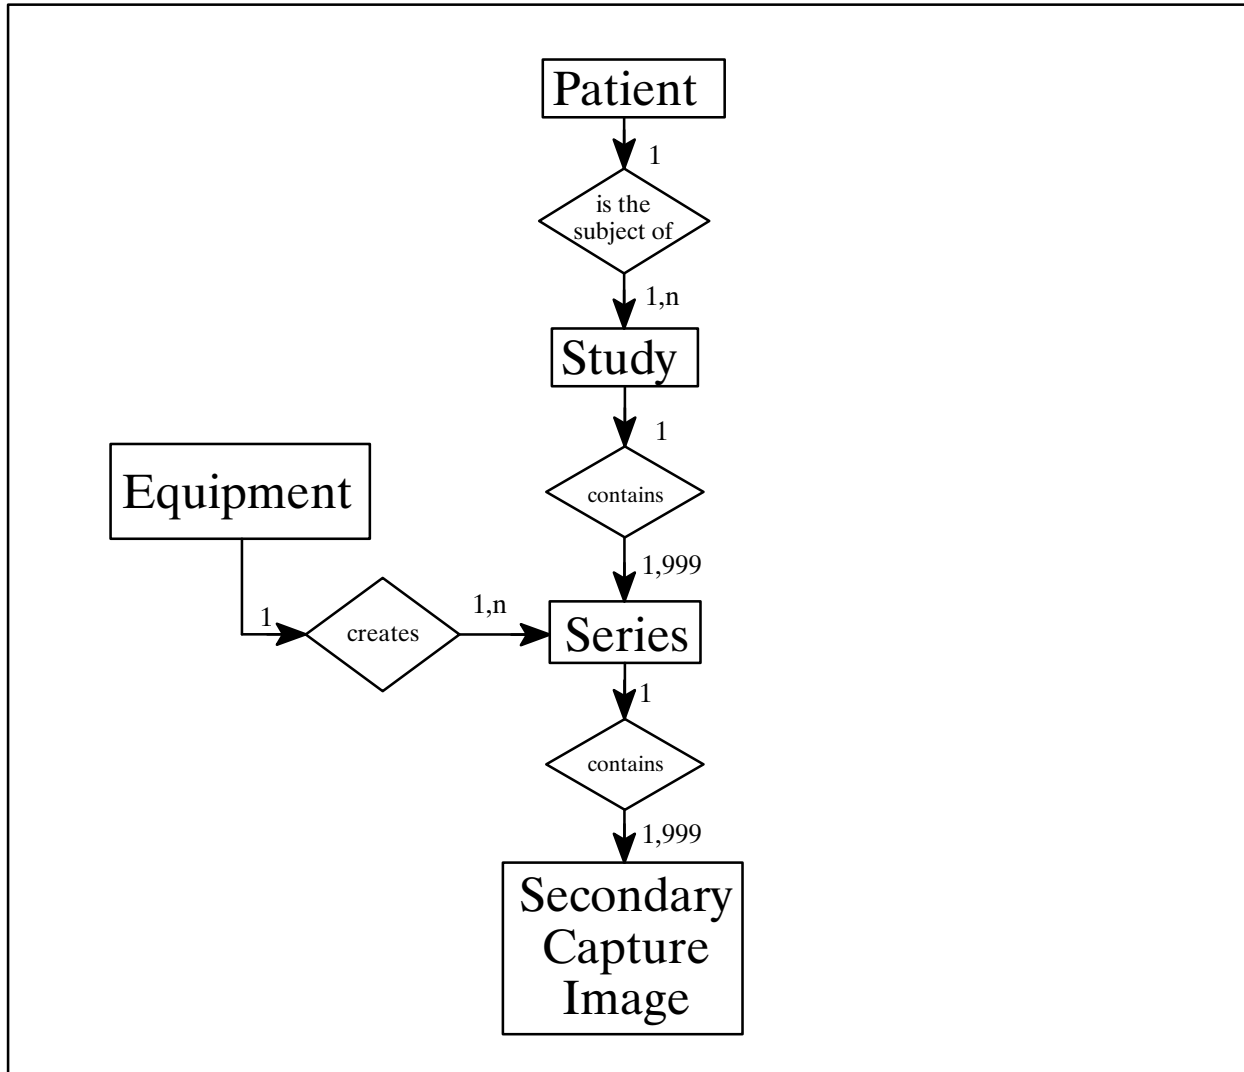 Patient
1
is the
subject of
1,n
Study
1
contains
Equipment
1,999
1
creates
1,n
Series
1
contains
1,999
Secondary
Capture
Image